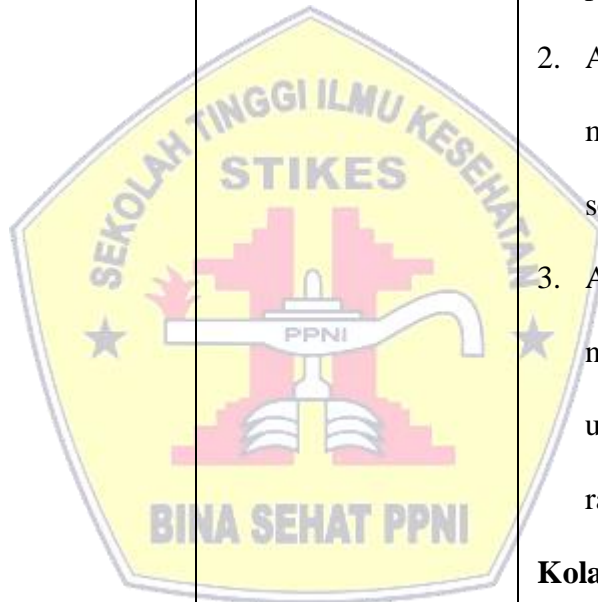 2. A
SEKOLAH TINGGI ILMU KESEHATAN
STIKES
3. A
PPNI
BINA SEHAT PPNI
Kola